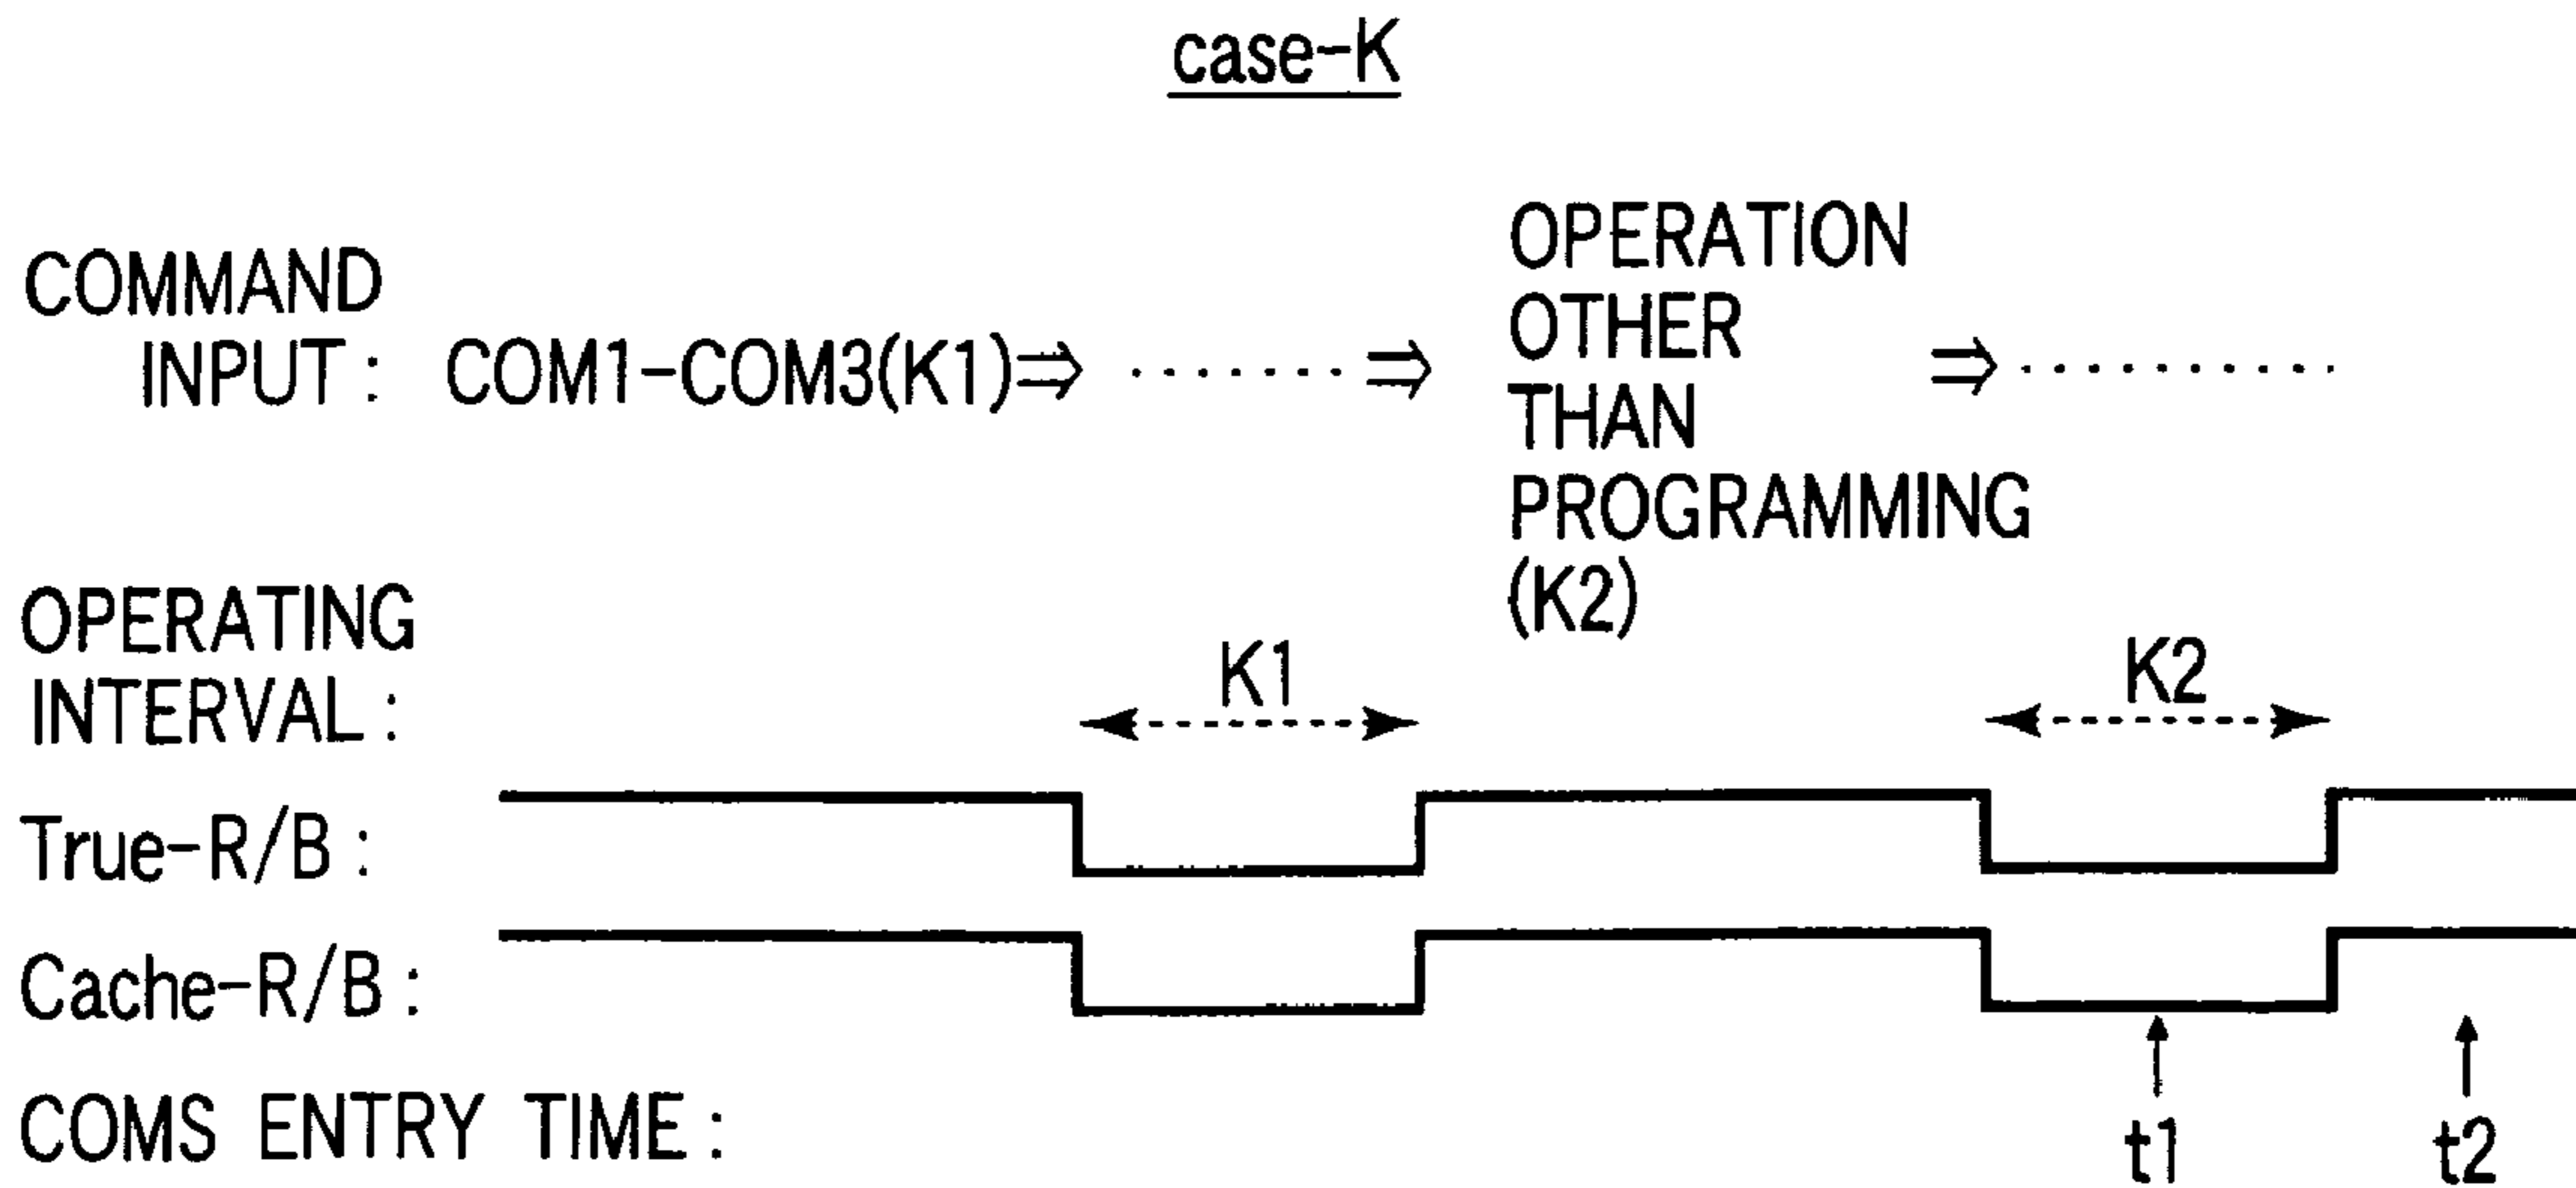 case-K
COMMAND
INPUT : COM1-COM3(K1)⇒ ······· ⇒ OPERATION OTHER THAN PROGRAMMING (K2) ⇒ ··········
OPERATING
INTERVAL : K1 K2
True-R/B :
Cache-R/B :
COMS ENTRY TIME : t1 t2